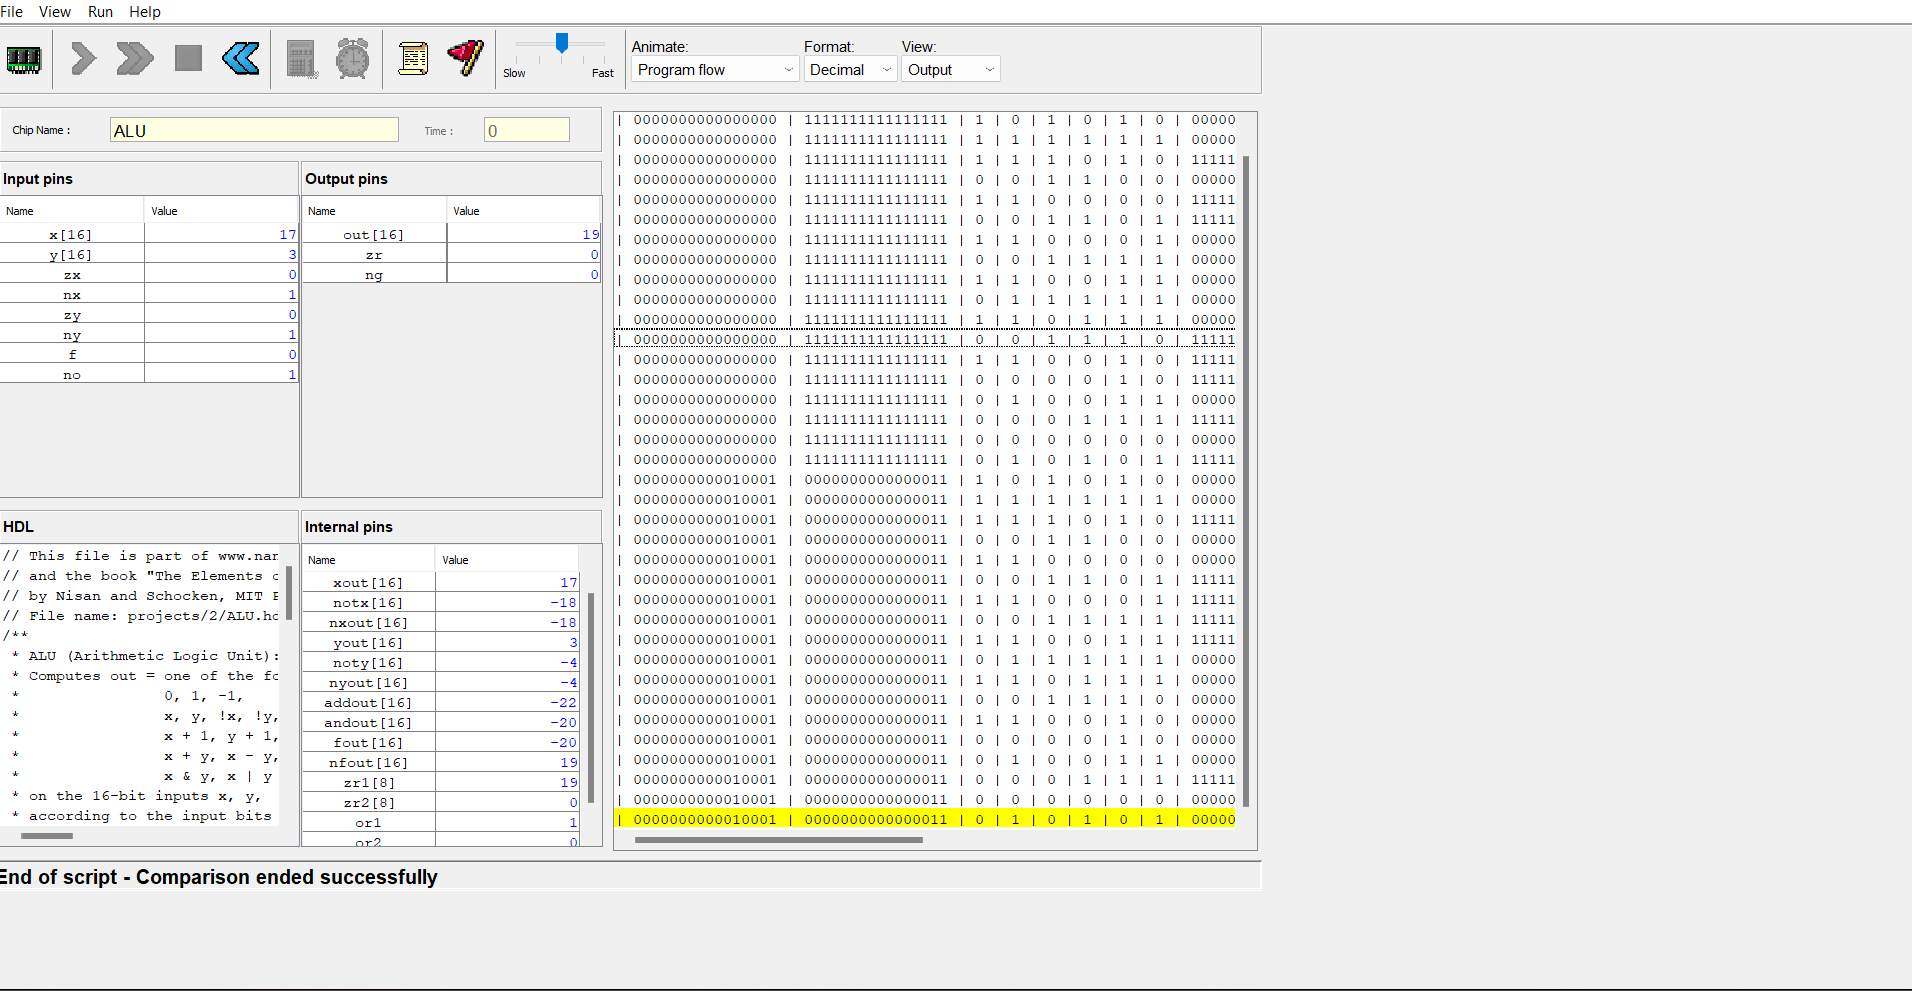 File View Run Help
Slow Fast
Animate: Format: View:
Program flow Decimal Output
Chip Name : ALU Time : 0
Input pins
Name Value
x[16] 17
y[16] 3
zx 0
nx 1
zy 0
ny 1
f 0
no 1
Output pins
Name Value
out[16] 19
zr 0
ng 0
HDL
// This file is part of www.nan
// and the book "The Elements o
// by Nisan and Schocken, MIT P
// File name: projects/2/ALU.hd
/**
* ALU (Arithmetic Logic Unit):
* Computes out = one of the fo
* 0, 1, -1,
* x, y, !x, !y,
* x + 1, y + 1,
* x + y, x - y,
* x & y, x | y
* on the 16-bit inputs x, y,
* according to the input bits
Internal pins
Name Value
xout[16] 17
notx[16] -18
nxout[16] -18
yout[16] 3
noty[16] -4
nyout[16] -4
addout[16] -22
andout[16] -20
fout[16] -20
nfout[16] 19
zr1[8] 19
zr2[8] 0
or1 1
or2 0
| 0000000000000000 | 1111111111111111 | 1 | 0 | 1 | 0 | 1 | 0 | 00000
| 0000000000000000 | 1111111111111111 | 1 | 1 | 1 | 1 | 1 | 1 | 00000
| 0000000000000000 | 1111111111111111 | 1 | 1 | 1 | 0 | 1 | 0 | 11111
| 0000000000000000 | 1111111111111111 | 0 | 0 | 1 | 1 | 0 | 0 | 00000
| 0000000000000000 | 1111111111111111 | 1 | 1 | 0 | 0 | 0 | 0 | 11111
| 0000000000000000 | 1111111111111111 | 0 | 0 | 1 | 1 | 0 | 1 | 11111
| 0000000000000000 | 1111111111111111 | 1 | 1 | 0 | 0 | 0 | 1 | 00000
| 0000000000000000 | 1111111111111111 | 0 | 0 | 1 | 1 | 1 | 1 | 00000
| 0000000000000000 | 1111111111111111 | 1 | 1 | 0 | 0 | 1 | 1 | 00000
| 0000000000000000 | 1111111111111111 | 0 | 1 | 1 | 1 | 1 | 1 | 00000
| 0000000000000000 | 1111111111111111 | 1 | 1 | 0 | 1 | 1 | 1 | 00000
| 0000000000000000 | 1111111111111111 | 0 | 0 | 1 | 1 | 1 | 0 | 11111
| 0000000000000000 | 1111111111111111 | 1 | 1 | 0 | 0 | 1 | 0 | 11111
| 0000000000000000 | 1111111111111111 | 0 | 0 | 0 | 0 | 1 | 0 | 11111
| 0000000000000000 | 1111111111111111 | 0 | 1 | 0 | 0 | 1 | 1 | 00000
| 0000000000000000 | 1111111111111111 | 0 | 0 | 0 | 1 | 1 | 1 | 11111
| 0000000000000000 | 1111111111111111 | 0 | 0 | 0 | 0 | 0 | 0 | 00000
| 0000000000000000 | 1111111111111111 | 0 | 1 | 0 | 1 | 0 | 1 | 11111
| 0000000000010001 | 0000000000000011 | 1 | 0 | 1 | 0 | 1 | 0 | 00000
| 0000000000010001 | 0000000000000011 | 1 | 1 | 1 | 1 | 1 | 1 | 00000
| 0000000000010001 | 0000000000000011 | 1 | 1 | 1 | 0 | 1 | 0 | 11111
| 0000000000010001 | 0000000000000011 | 0 | 0 | 1 | 1 | 0 | 0 | 00000
| 0000000000010001 | 0000000000000011 | 1 | 1 | 0 | 0 | 0 | 0 | 00000
| 0000000000010001 | 0000000000000011 | 0 | 0 | 1 | 1 | 0 | 1 | 11111
| 0000000000010001 | 0000000000000011 | 1 | 1 | 0 | 0 | 0 | 1 | 11111
| 0000000000010001 | 0000000000000011 | 0 | 0 | 1 | 1 | 1 | 1 | 11111
| 0000000000010001 | 0000000000000011 | 1 | 1 | 0 | 0 | 1 | 1 | 11111
| 0000000000010001 | 0000000000000011 | 0 | 1 | 1 | 1 | 1 | 1 | 00000
| 0000000000010001 | 0000000000000011 | 1 | 1 | 0 | 1 | 1 | 1 | 00000
| 0000000000010001 | 0000000000000011 | 0 | 0 | 1 | 1 | 1 | 0 | 00000
| 0000000000010001 | 0000000000000011 | 1 | 1 | 0 | 0 | 1 | 0 | 00000
| 0000000000010001 | 0000000000000011 | 0 | 0 | 0 | 0 | 1 | 0 | 00000
| 0000000000010001 | 0000000000000011 | 0 | 1 | 0 | 0 | 1 | 1 | 00000
| 0000000000010001 | 0000000000000011 | 0 | 0 | 0 | 1 | 1 | 1 | 11111
| 0000000000010001 | 0000000000000011 | 0 | 0 | 0 | 0 | 0 | 0 | 00000
| 0000000000010001 | 0000000000000011 | 0 | 1 | 0 | 1 | 0 | 1 | 00000
End of script - Comparison ended successfully